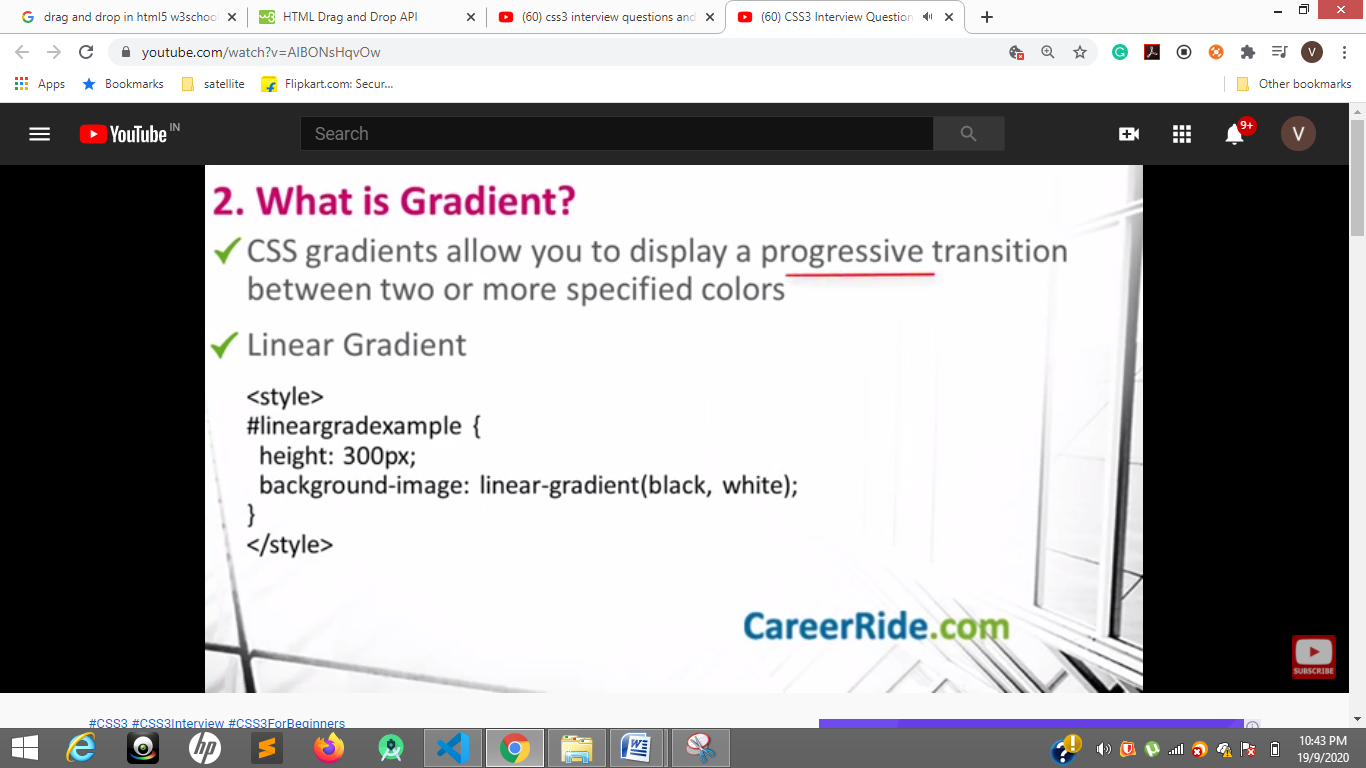 drag and drop in html5 w3school
HTML Drag and Drop API
(60) css3 interview questions and
(60) CSS3 Interview Question
youtube.com/watch?v=AIBONsHqvOw
V
Apps
Bookmarks
satellite
Flipkart.com: Secur...
Other bookmarks
YouTube IN
Search
9+
V
2. What is Gradient?
CSS gradients allow you to display a progressive transition
between two or more specified colors
Linear Gradient
<style>
#lineargradexample {
height: 300px;
background-image: linear-gradient(black, white);
}
</style>
CareerRide.com
SUBSCRIBE
#CSS3 #CSS3Interview #CSS3ForBeginners
10:43 PM
19/9/2020